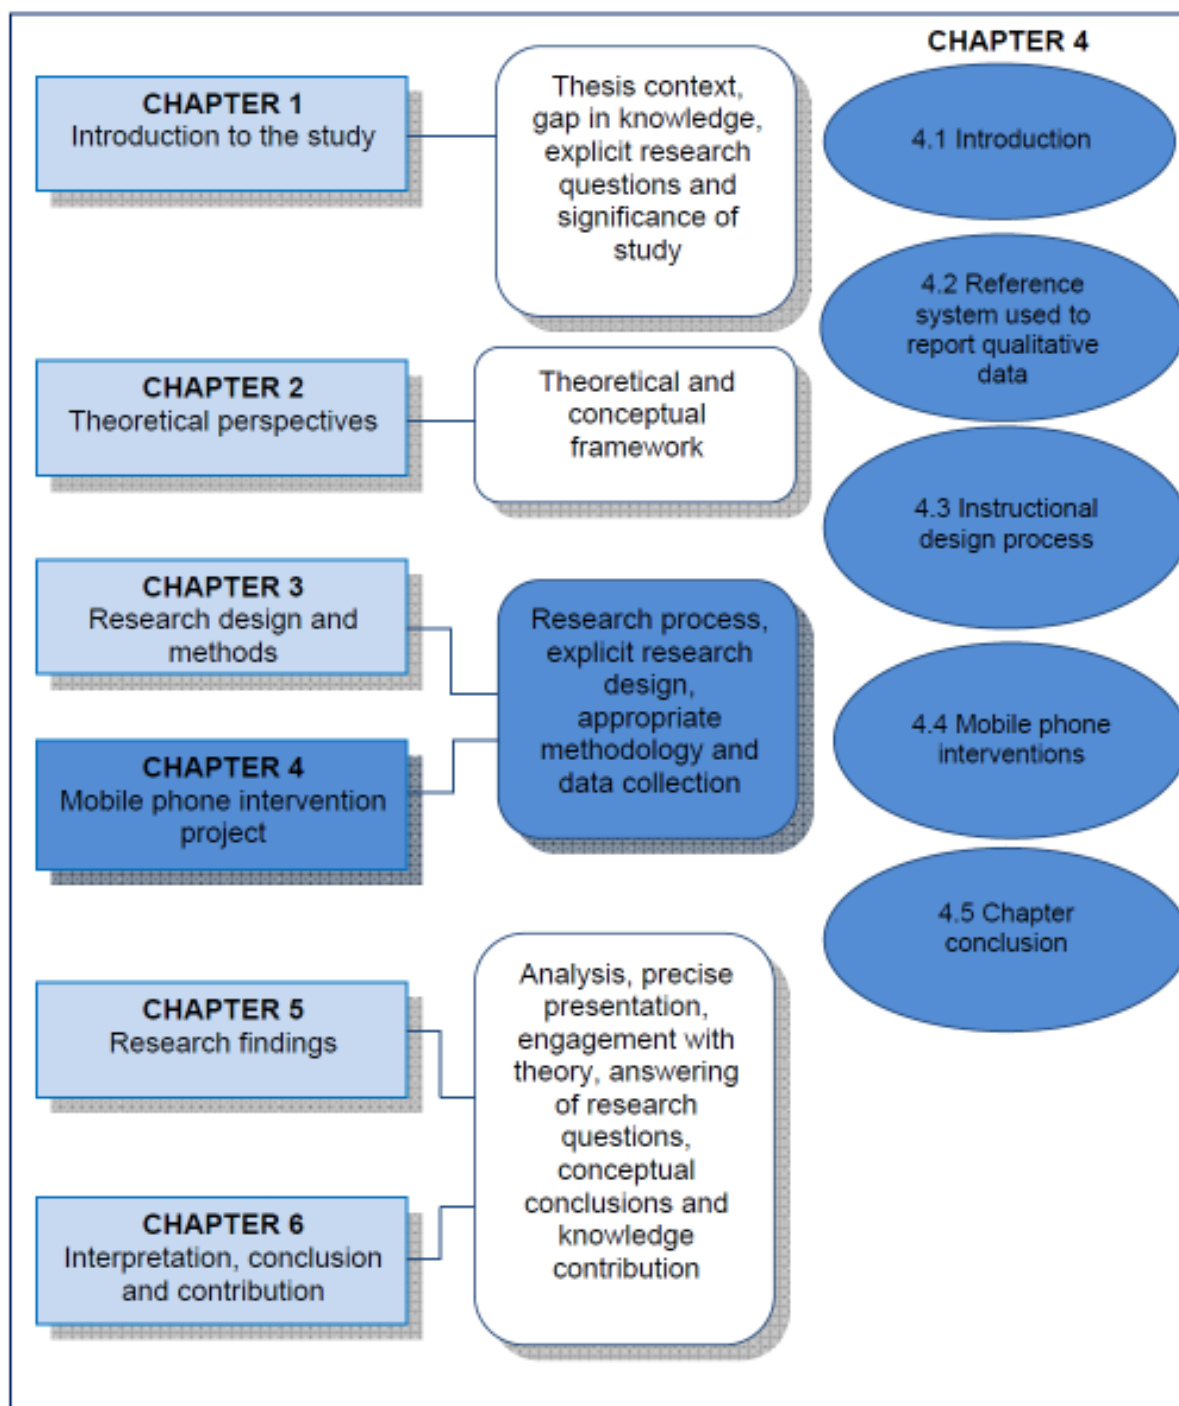 CHAPTER 1
Introduction to the study
Thesis context,
gap in knowledge,
explicit research
questions and
significance of
study
CHAPTER 2
Theoretical perspectives
Theoretical and
conceptual
framework
CHAPTER 3
Research design and
methods
CHAPTER 4
Mobile phone intervention
project
Research process,
explicit research
design,
appropriate
methodology and
data collection
CHAPTER 5
Research findings
CHAPTER 6
Interpretation, conclusion
and contribution
Analysis, precise
presentation,
engagement with
theory, answering
of research
questions,
conceptual
conclusions and
knowledge
contribution
CHAPTER 4
4.1 Introduction
4.2 Reference
system used to
report qualitative
data
4.3 Instructional
design process
4.4 Mobile phone
interventions
4.5 Chapter
conclusion